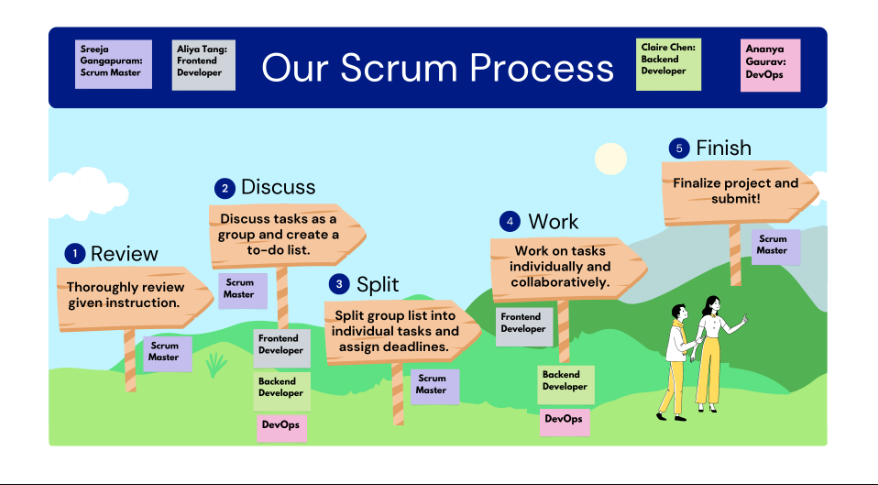 Sreeja
Gangapuram:
Scrum Master
Aliya Tang:
Frontend
Developer
Our Scrum Process
Claire Chen:
Backend
Developer
Ananya
Gaurav:
DevOps
1 Review
Thoroughly review
given instruction.
Scrum
Master
2 Discuss
Discuss tasks as a
group and create a
to-do list.
Scrum
Master
Frontend
Developer
Backend
Developer
DevOps
3 Split
Split group list into
individual tasks and
assign deadlines.
Scrum
Master
4 Work
Work on tasks
individually and
collaboratively.
Frontend
Developer
Backend
Developer
DevOps
5 Finish
Finalize project and
submit!
Scrum
Master